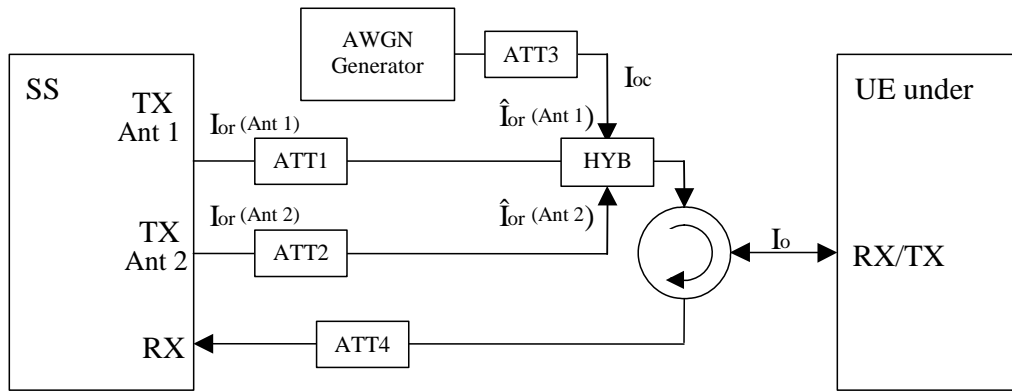 AWGN
Generator
ATT3
Ioc
SS
UE under
TX
Ant 1
Ior (Ant 1)
ATT1
Îor (Ant 1)
HYB
TX
Ant 2
Ior (Ant 2)
ATT2
Îor (Ant 2)
Io
RX/TX
RX
ATT4